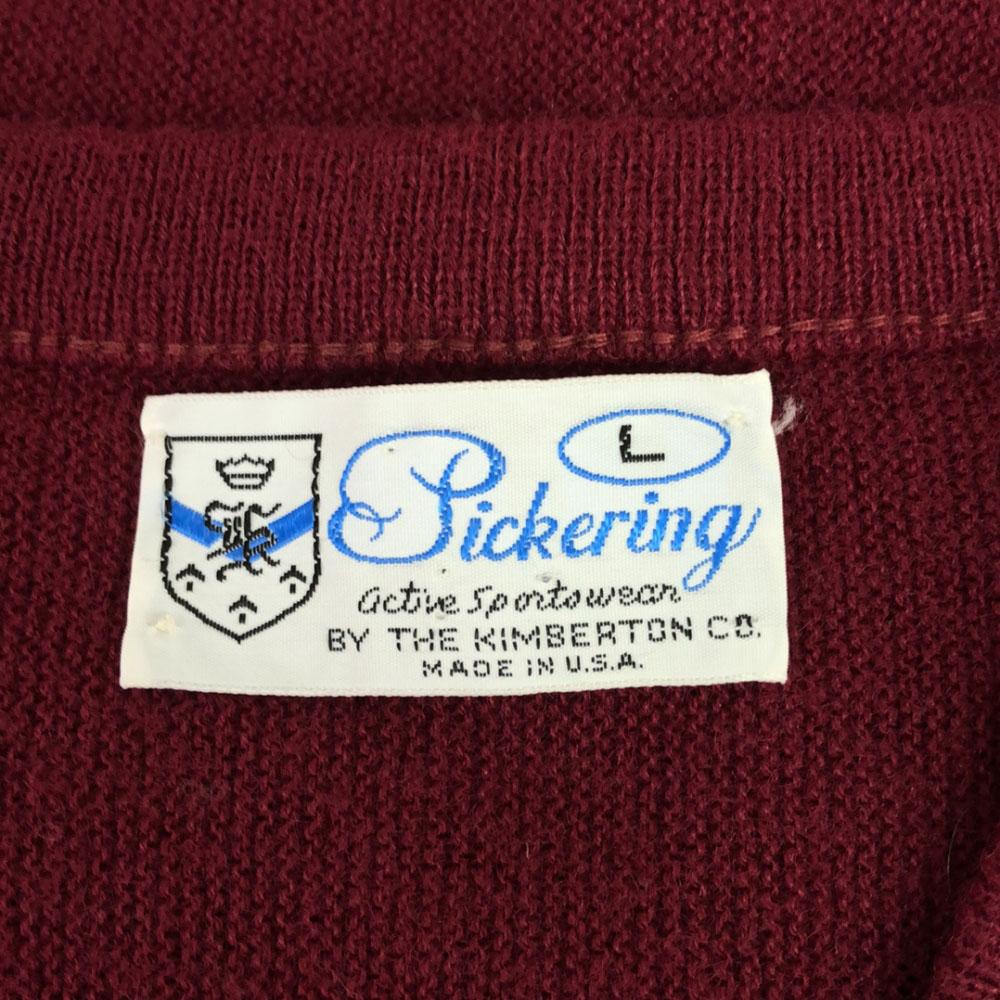 L
Pickering
active Sportswear
BY THE KIMBERTON CO.
MADE IN U.S.A.